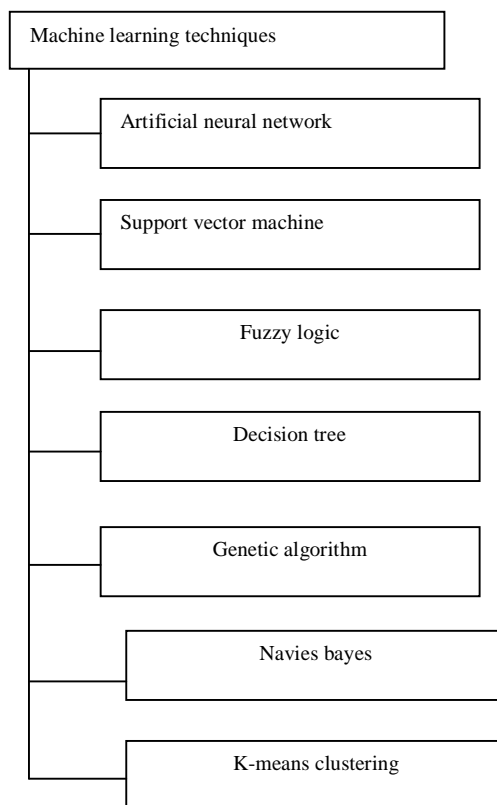 Machine learning techniques
Artificial neural network
Support vector machine
Fuzzy logic
Decision tree
Genetic algorithm
Navies bayes
K-means clustering